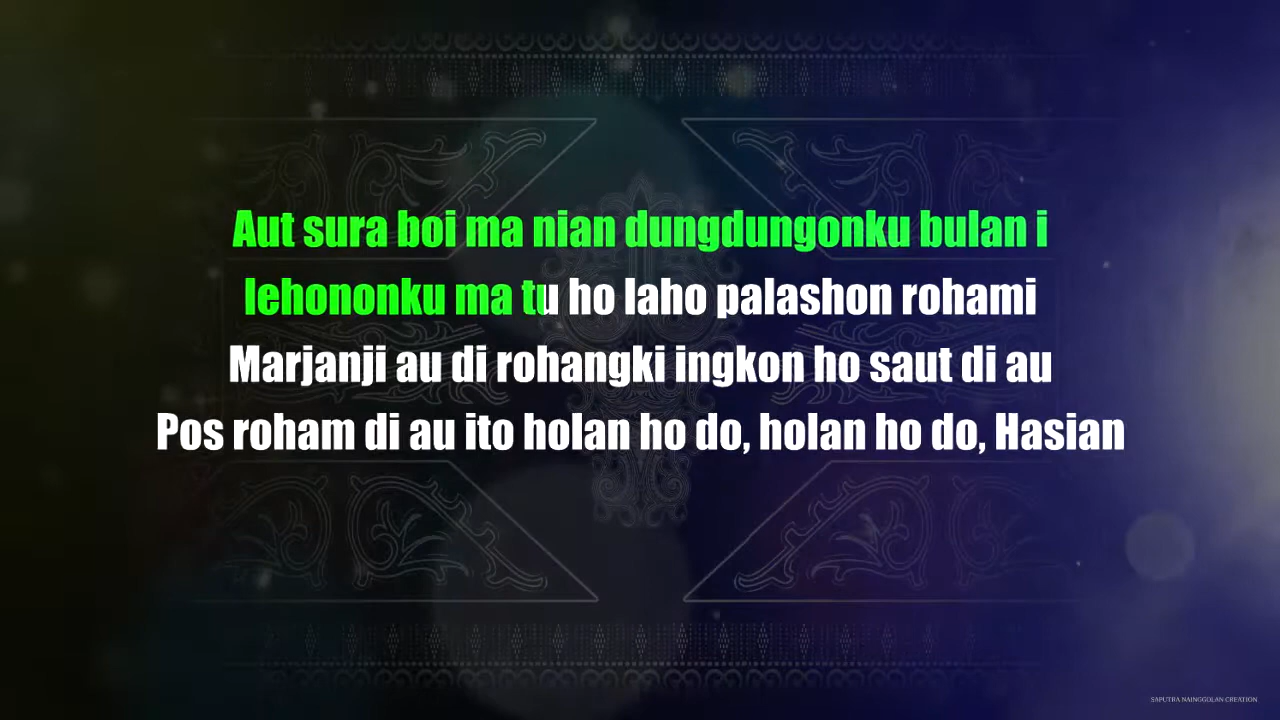 Aut sura boi ma nian dungdungonku bulan i
lehononku ma tu ho laho palashon rohami
Marjanji au di rohangki ingkon ho saut di au
Pos roham di au ito holan ho do, holan ho do, Hasian
SAPUTRA NAINGGOLAN CREATION